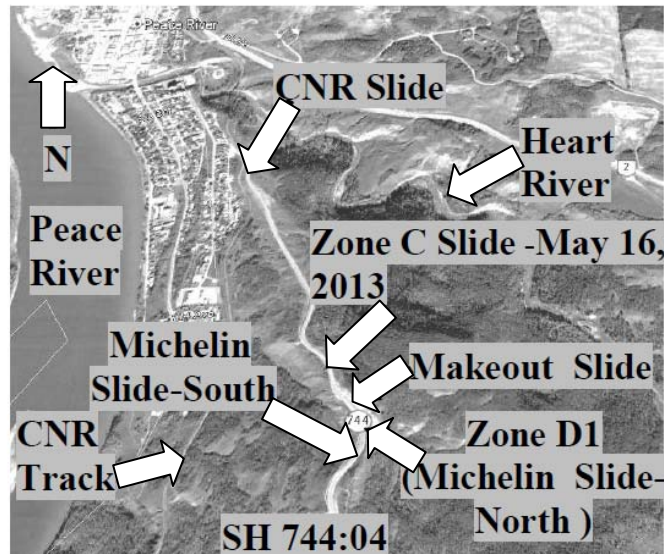 Peace River
CNR Slide
N
Heart
River
2
Peace
River
Zone C Slide -May 16,
2013
Michelin
Slide-South
Makeout Slide
744
CNR
Track
Zone D1
(Michelin Slide-
North )
SH 744:04